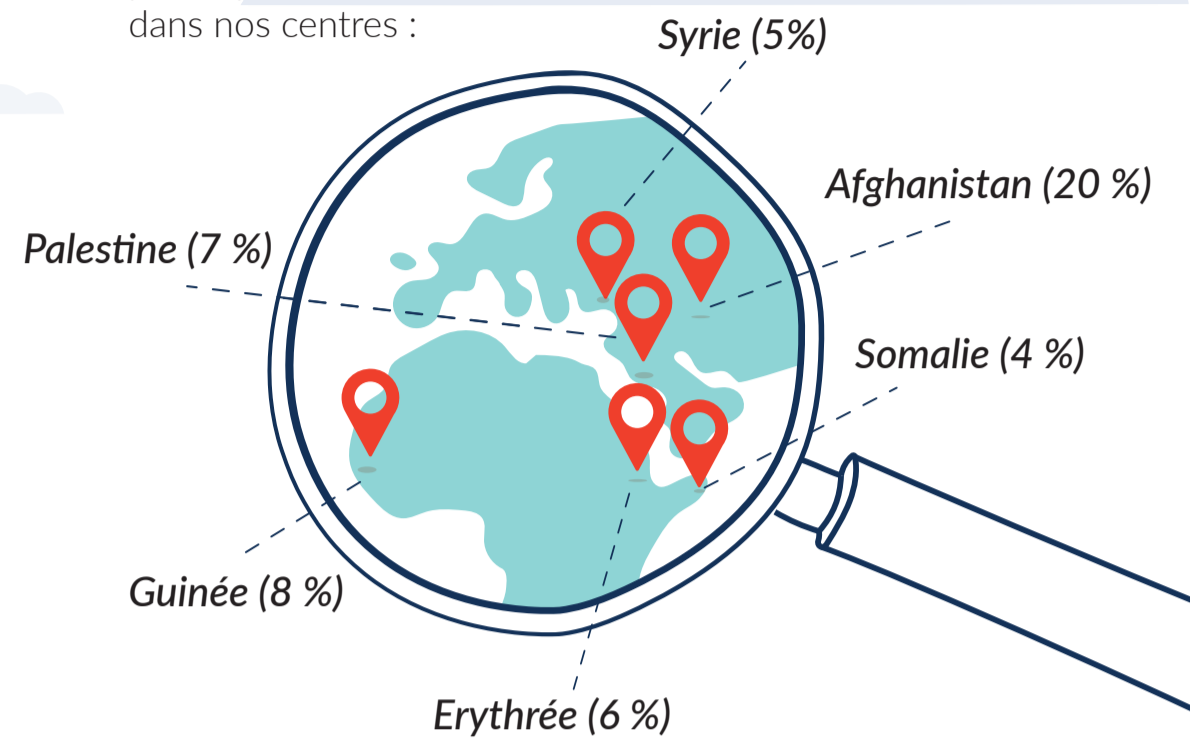 dans nos centres :
Syrie (5%)
Afghanistan (20 %)
Palestine (7 %)
Somalie (4 %)
Guinée (8 %)
Erythrée (6 %)